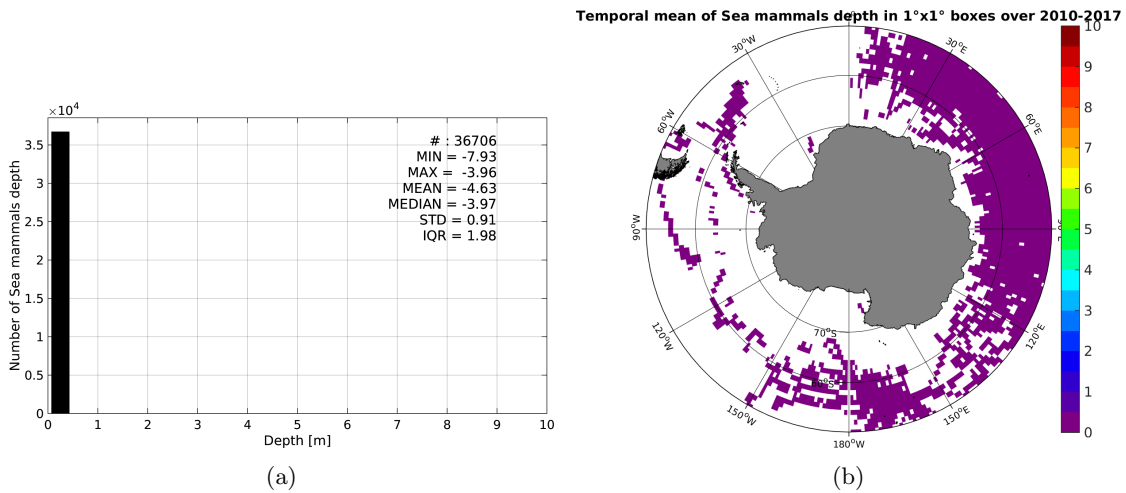 ×10⁴
3.5
3
2.5
2
1.5
1
0.5
0
Number of Sea mammals depth
# : 36706
MIN = -7.93
MAX = -3.96
MEAN = -4.63
MEDIAN = -3.97
STD = 0.91
IQR = 1.98
0 1 2 3 4 5 6 7 8 9 10
Depth [m]
(a)
Temporal mean of Sea mammals depth in 1°x1° boxes over 2010-2017
30°W
30°E
60°W
60°E
90°W
120°W
120°E
150°W
150°E
180°W
70°S
60°S
10
9
8
7
6
5
4
3
2
1
0
(b)